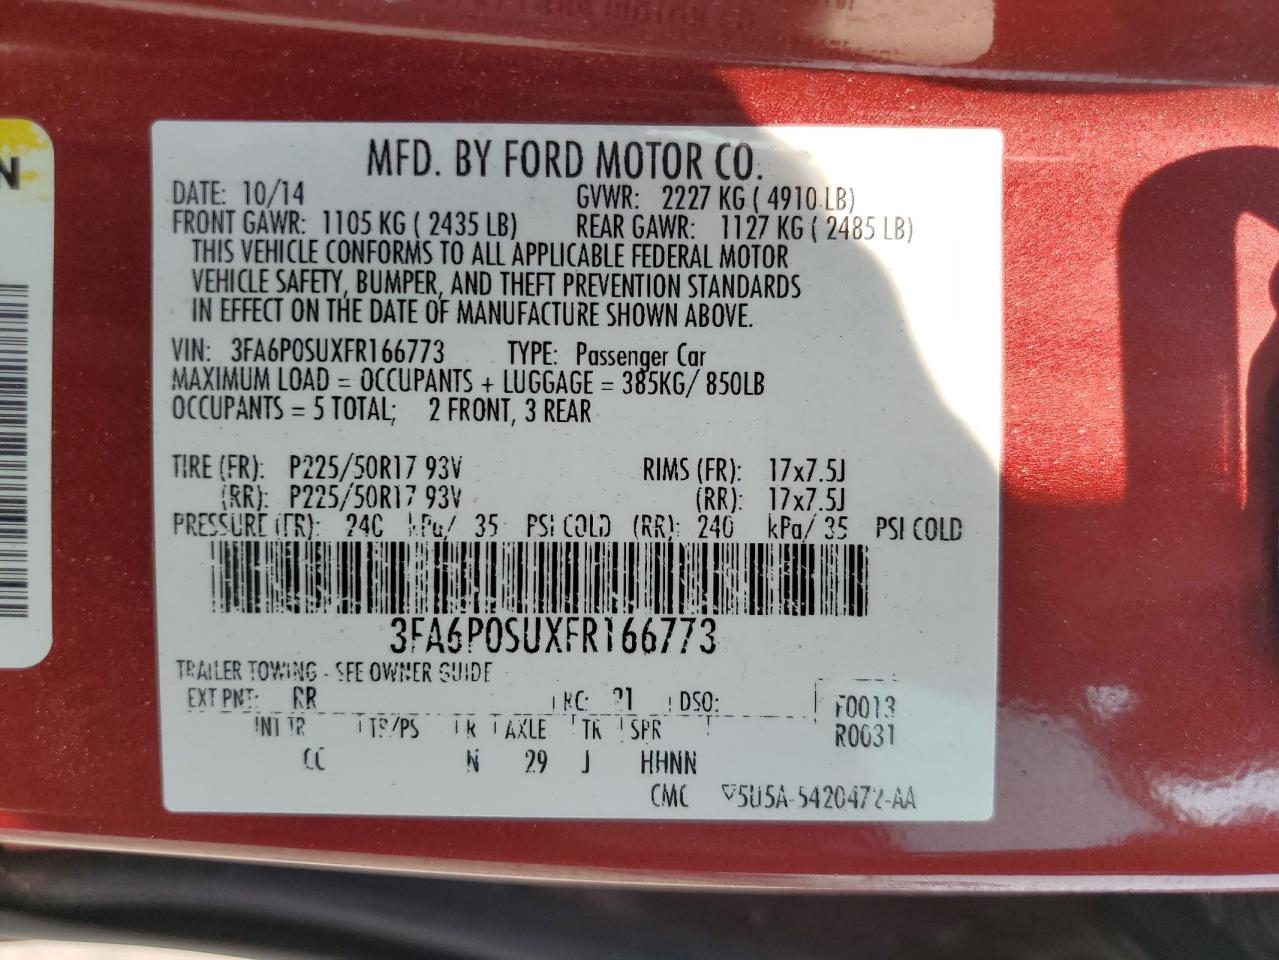 N
MFD. BY FORD MOTOR CO.
DATE: 10/14 GVWR: 2227 KG ( 4910 LB)
FRONT GAWR: 1105 KG ( 2435 LB) REAR GAWR: 1127 KG ( 2485 LB)
THIS VEHICLE CONFORMS TO ALL APPLICABLE FEDERAL MOTOR
VEHICLE SAFETY, BUMPER, AND THEFT PREVENTION STANDARDS
IN EFFECT ON THE DATE OF MANUFACTURE SHOWN ABOVE.
VIN: 3FA6P0SUXFR166773 TYPE: Passenger Car
MAXIMUM LOAD = OCCUPANTS + LUGGAGE = 385KG/ 850LB
OCCUPANTS = 5 TOTAL; 2 FRONT, 3 REAR
TIRE (FR): P225/50R17 93V RIMS (FR): 17x7.5J
(RR): P225/50R17 93V (RR): 17x7.5J
PRESSURE (FR): 240 kPa/ 35 PSI COLD (RR): 240 kPa/ 35 PSI COLD
3FA6P0SUXFR166773
TRAILER TOWING - SEE OWNER GUIDE
EXT PNT: RR RC: 21 DSO: F0013
INT TR TP/PS R AXLE TR SPR R0031
CC N 29 J HHNN
CMC 5U5A-5420472-AA